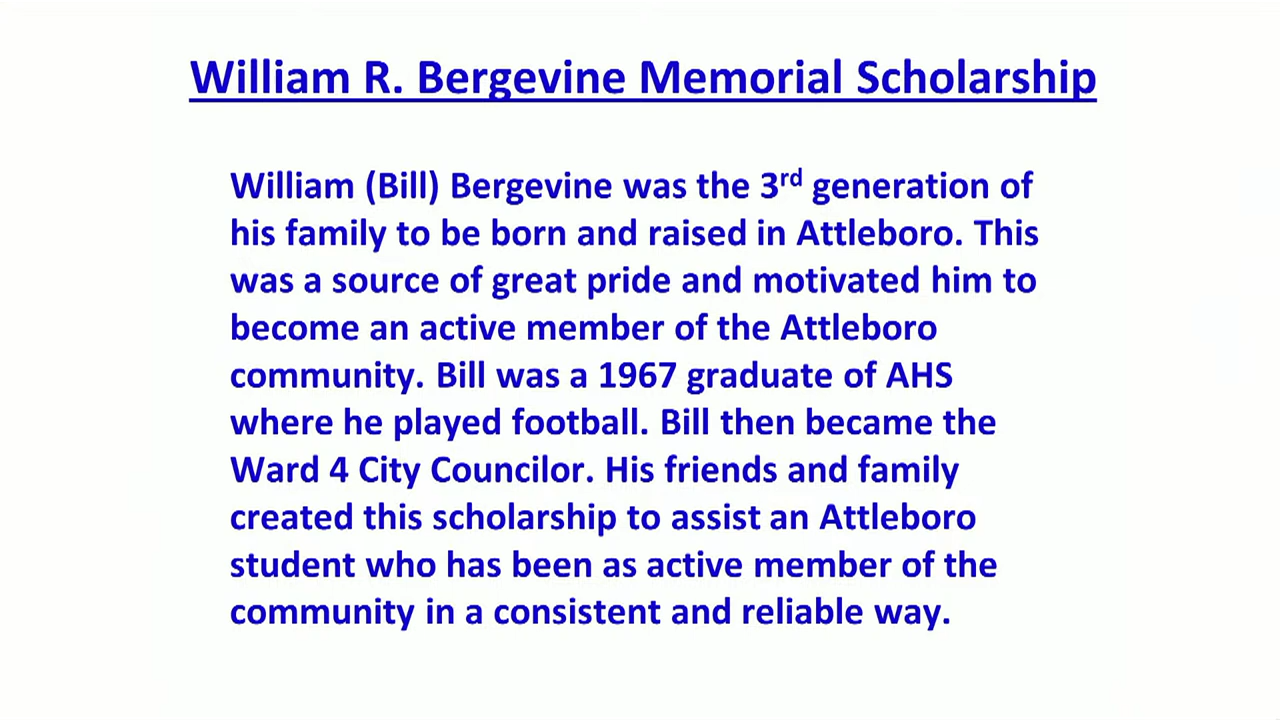 William R. Bergevine Memorial Scholarship
William (Bill) Bergevine was the 3rd generation of
his family to be born and raised in Attleboro. This
was a source of great pride and motivated him to
become an active member of the Attleboro
community. Bill was a 1967 graduate of AHS
where he played football. Bill then became the
Ward 4 City Councilor. His friends and family
created this scholarship to assist an Attleboro
student who has been as active member of the
community in a consistent and reliable way.